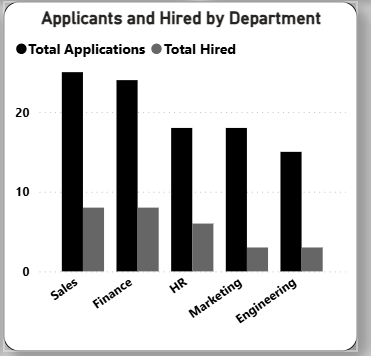 Applicants and Hired by Department
Total Applications Total Hired
20
10
0
Sales
Finance
HR
Marketing
Engineering